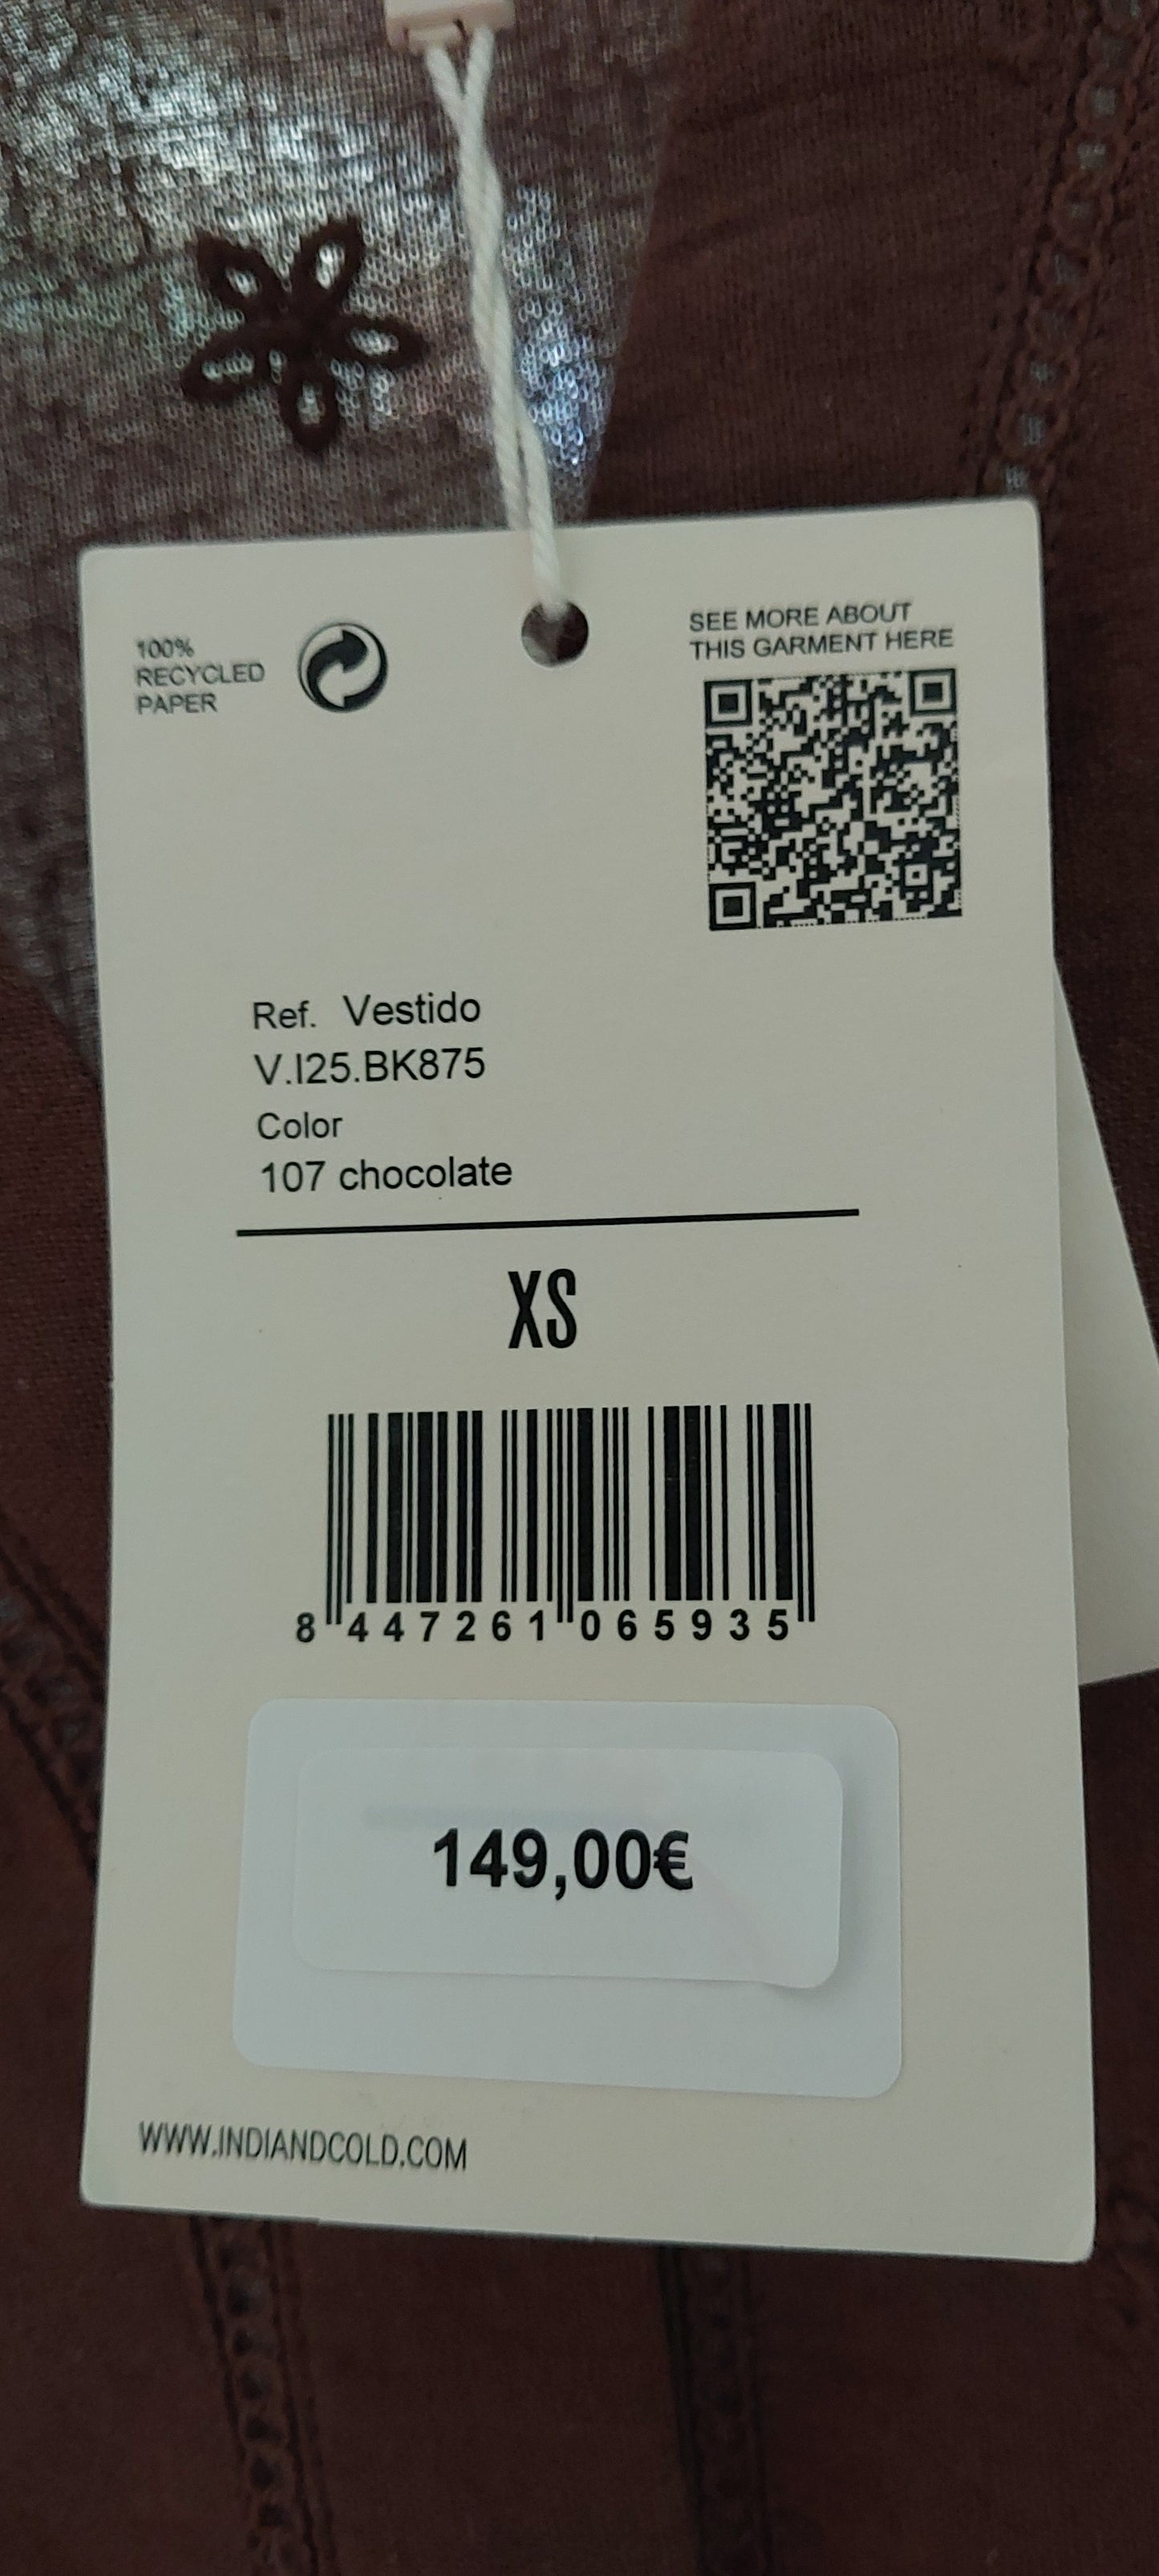 100%
RECYCLED
PAPER
SEE MORE ABOUT
THIS GARMENT HERE
Ref. Vestido
V.I25.BK875
Color
107 chocolate
XS
8 447261 065935
149,00€
WWW.INDIANDCOLD.COM